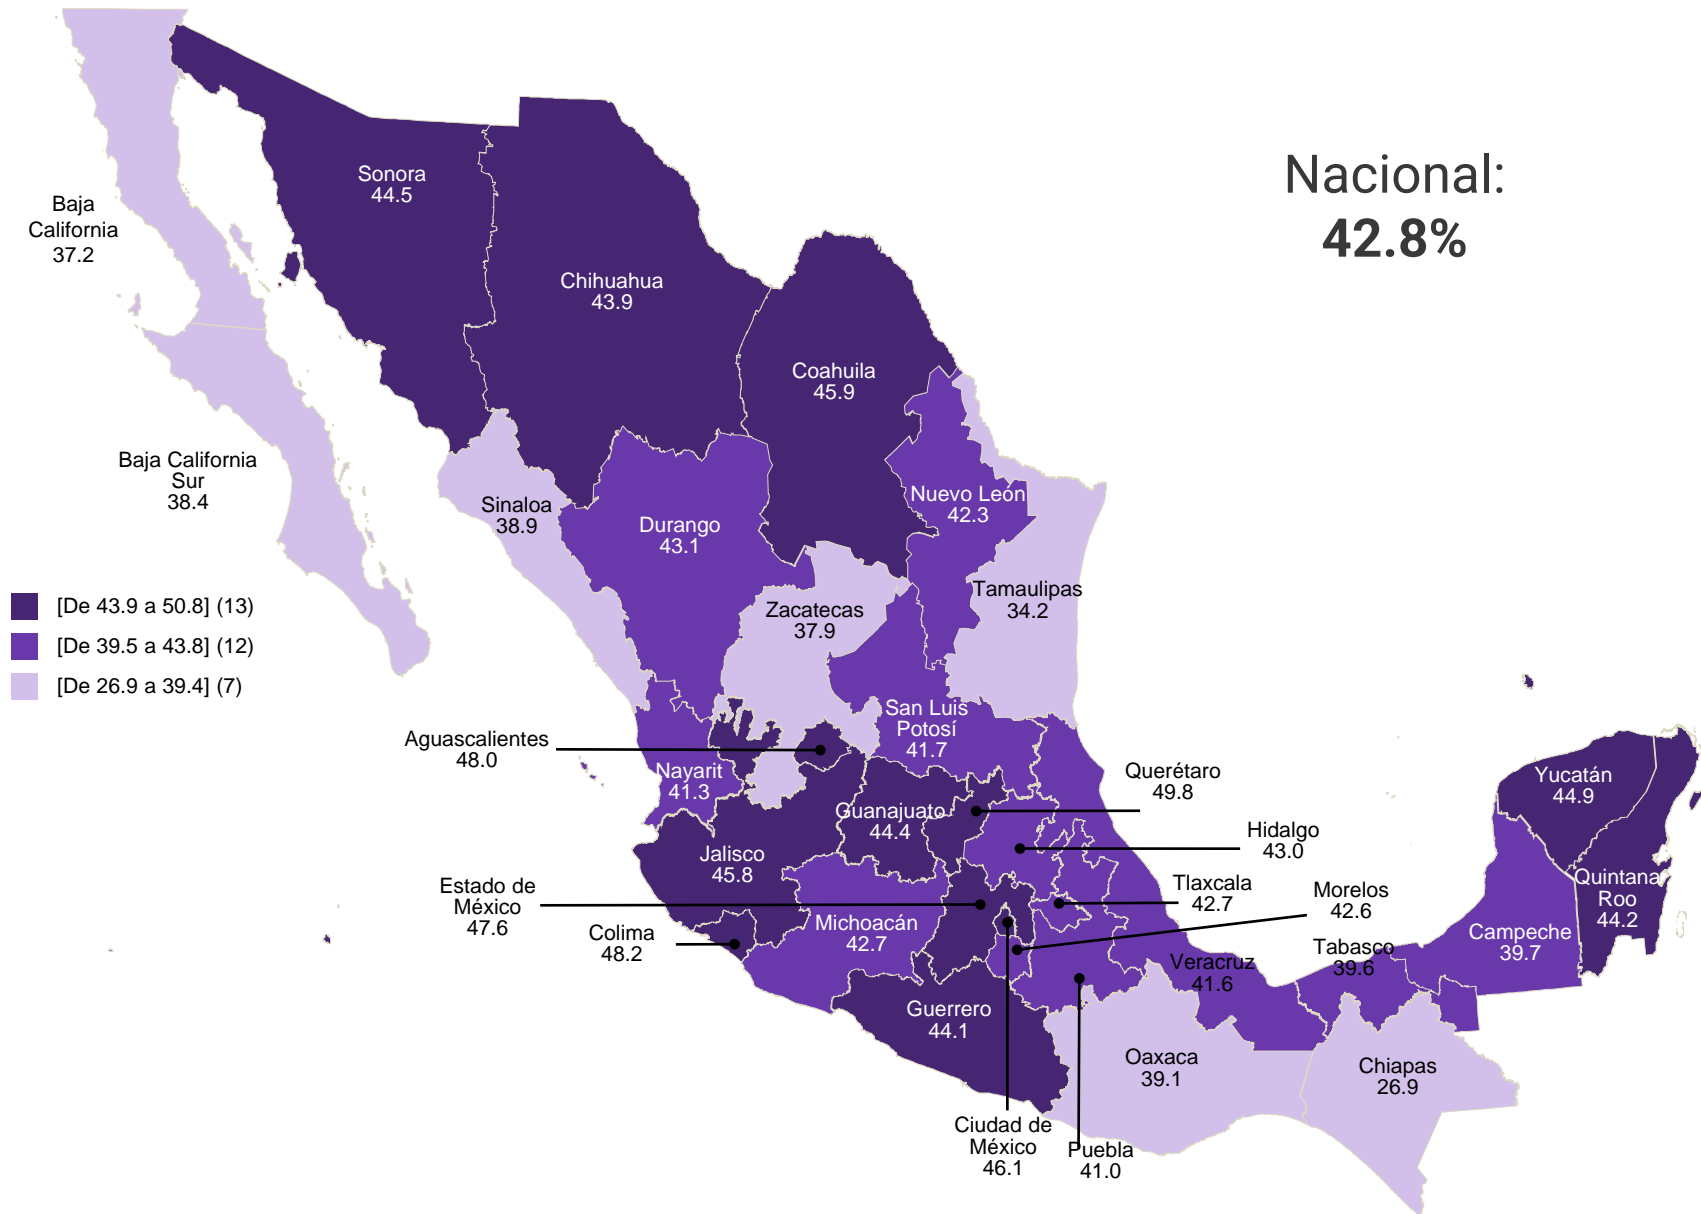 Nacional:
42.8%
Sonora
44.5
Baja
California
37.2
Chihuahua
43.9
Coahuila
45.9
Baja California
Sur
38.4
Sinaloa
38.9
Durango
43.1
Nuevo León
42.3
Tamaulipas
34.2
Zacatecas
37.9
[De 43.9 a 50.8] (13)
[De 39.5 a 43.8] (12)
[De 26.9 a 39.4] (7)
San Luis
Potosí
41.7
Aguascalientes
48.0
Nayarit
41.3
Querétaro
49.8
Yucatán
44.9
Guanajuato
44.4
Hidalgo
43.0
Jalisco
45.8
Quintana
Roo
44.2
Estado de
México
47.6
Tlaxcala
42.7
Morelos
42.6
Colima
48.2
Michoacán
42.7
Campeche
39.7
Tabasco
39.6
Veracruz
41.6
Guerrero
44.1
Oaxaca
39.1
Chiapas
26.9
Ciudad de
México
46.1
Puebla
41.0